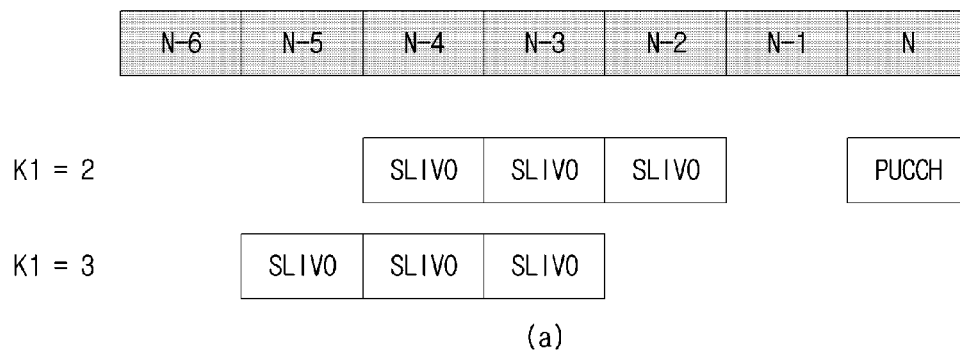 N-6 N-5 N-4 N-3 N-2 N-1 N
K1 = 2 SLIV0 SLIV0 SLIV0 PUCCH
K1 = 3 SLIV0 SLIV0 SLIV0
(a)